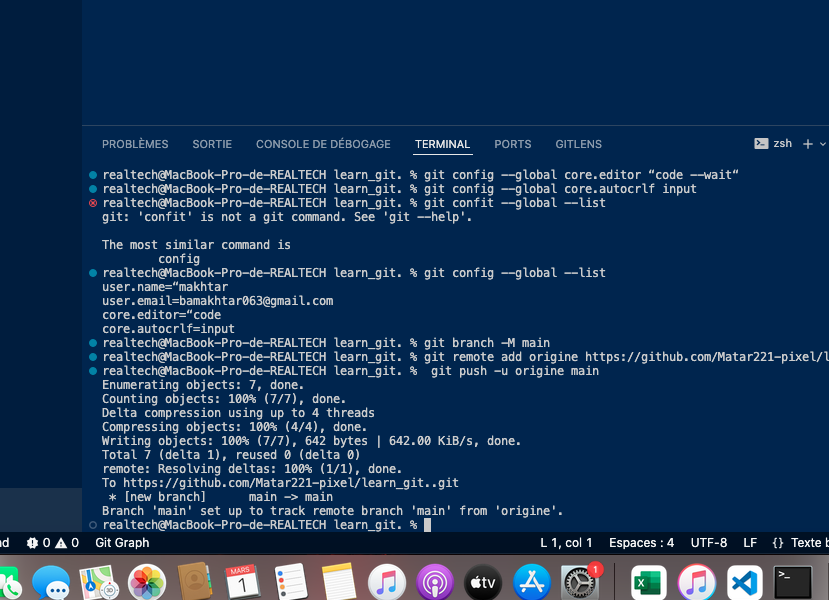 PROBLÈMES SORTIE CONSOLE DE DÉBOGAGE TERMINAL PORTS GITLENS zsh
realtech@MacBook-Pro-de-REALTECH learn_git. % git config --global core.editor “code --wait“
realtech@MacBook-Pro-de-REALTECH learn_git. % git config --global core.autocrlf input
realtech@MacBook-Pro-de-REALTECH learn_git. % git confit --global --list
git: 'confit' is not a git command. See 'git --help'.
The most similar command is
config
realtech@MacBook-Pro-de-REALTECH learn_git. % git config --global --list
user.name=“makhtar
user.email=bamakhtar063@gmail.com
core.editor=“code
core.autocrlf=input
realtech@MacBook-Pro-de-REALTECH learn_git. % git branch -M main
realtech@MacBook-Pro-de-REALTECH learn_git. % git remote add origine https://github.com/Matar221-pixel/l
realtech@MacBook-Pro-de-REALTECH learn_git. %  git push -u origine main
Enumerating objects: 7, done.
Counting objects: 100% (7/7), done.
Delta compression using up to 4 threads
Compressing objects: 100% (4/4), done.
Writing objects: 100% (7/7), 642 bytes | 642.00 KiB/s, done.
Total 7 (delta 1), reused 0 (delta 0)
remote: Resolving deltas: 100% (1/1), done.
To https://github.com/Matar221-pixel/learn_git..git
* [new branch]      main -> main
Branch 'main' set up to track remote branch 'main' from 'origine'.
realtech@MacBook-Pro-de-REALTECH learn_git. %
nd 0 0 Git Graph L 1, col 1 Espaces : 4 UTF-8 LF {} Texte b
MARS
1
3D
tv
1
X
>_